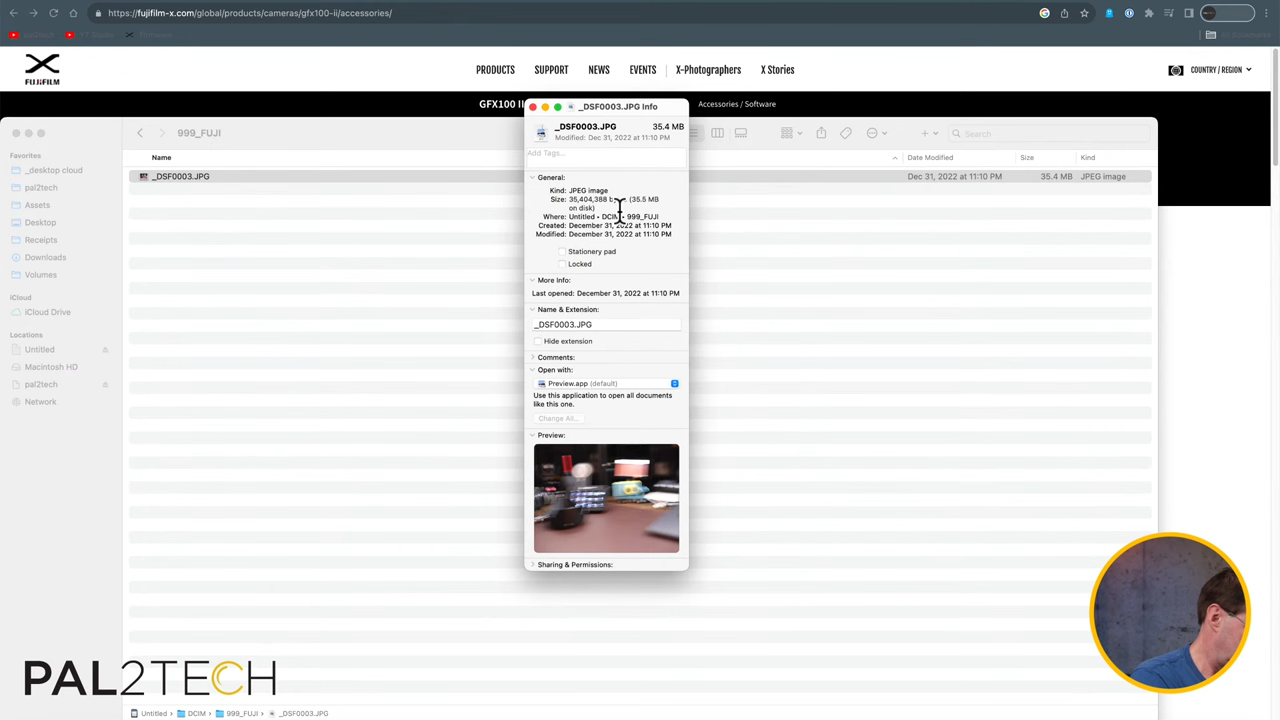 https://fujifilm-x.com/global/products/cameras/gfx100-ii/accessories/
pal2tech
YT Studio
Firmware
All Bookmarks
FUJIFILM
PRODUCTS
SUPPORT
NEWS
EVENTS
X-Photographers
X Stories
COUNTRY / REGION
GFX100 II
Accessories / Software
999_FUJI
Search
Favorites
_desktop cloud
pal2tech
Assets
Desktop
Receipts
Downloads
Volumes
iCloud
iCloud Drive
Locations
Untitled
Macintosh HD
pal2tech
Network
Name
Date Modified
Size
Kind
_DSF0003.JPG
Dec 31, 2022 at 11:10 PM
35.4 MB
JPEG image
_DSF0003.JPG Info
_DSF0003.JPG 35.4 MB
Modified: Dec 31, 2022 at 11:10 PM
Add Tags...
General:
Kind: JPEG image
Size: 35,404,388 (35.5 MB
on disk)
Where: Untitled • DCIM • 999_FUJI
Created: December 31, 2022 at 11:10 PM
Modified: December 31, 2022 at 11:10 PM
Stationery pad
Locked
More Info:
Last opened: December 31, 2022 at 11:10 PM
Name & Extension:
_DSF0003.JPG
Hide extension
Comments:
Open with:
Preview.app (default)
Use this application to open all documents
like this one.
Change All...
Preview:
Sharing & Permissions:
PAL2TECH
Untitled › DCIM › 999_FUJI › _DSF0003.JPG